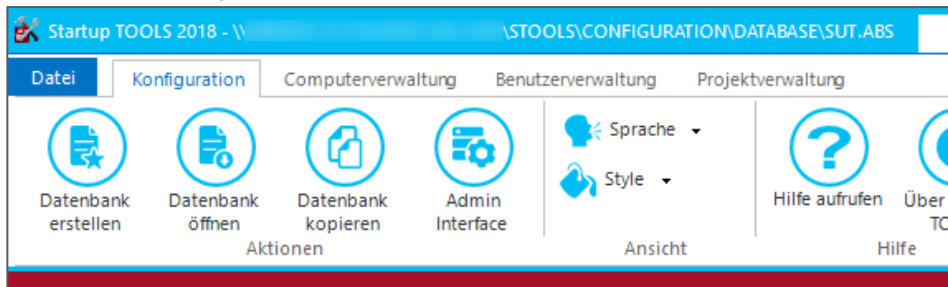 Startup TOOLS 2018 - \\ \STOOLS\CONFIGURATION\DATABASE\SUT.ABS
Datei Konfiguration Computerverwaltung Benutzerverwaltung Projektverwaltung
Sprache
Style
Datenbank erstellen
Datenbank öffnen
Datenbank kopieren
Admin Interface
Hilfe aufrufen
Über
Aktionen Ansicht Hilfe